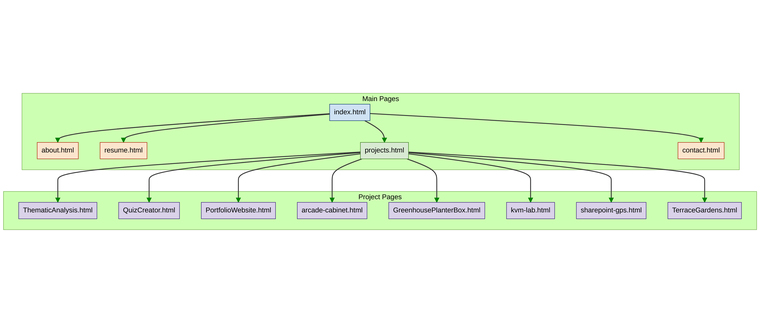 Main Pages
index.html
about.html
resume.html
projects.html
contact.html
Project Pages
ThematicAnalysis.html
QuizCreator.html
PortfolioWebsite.html
arcade-cabinet.html
GreenhousePlanterBox.html
kvm-lab.html
sharepoint-gps.html
TerraceGardens.html